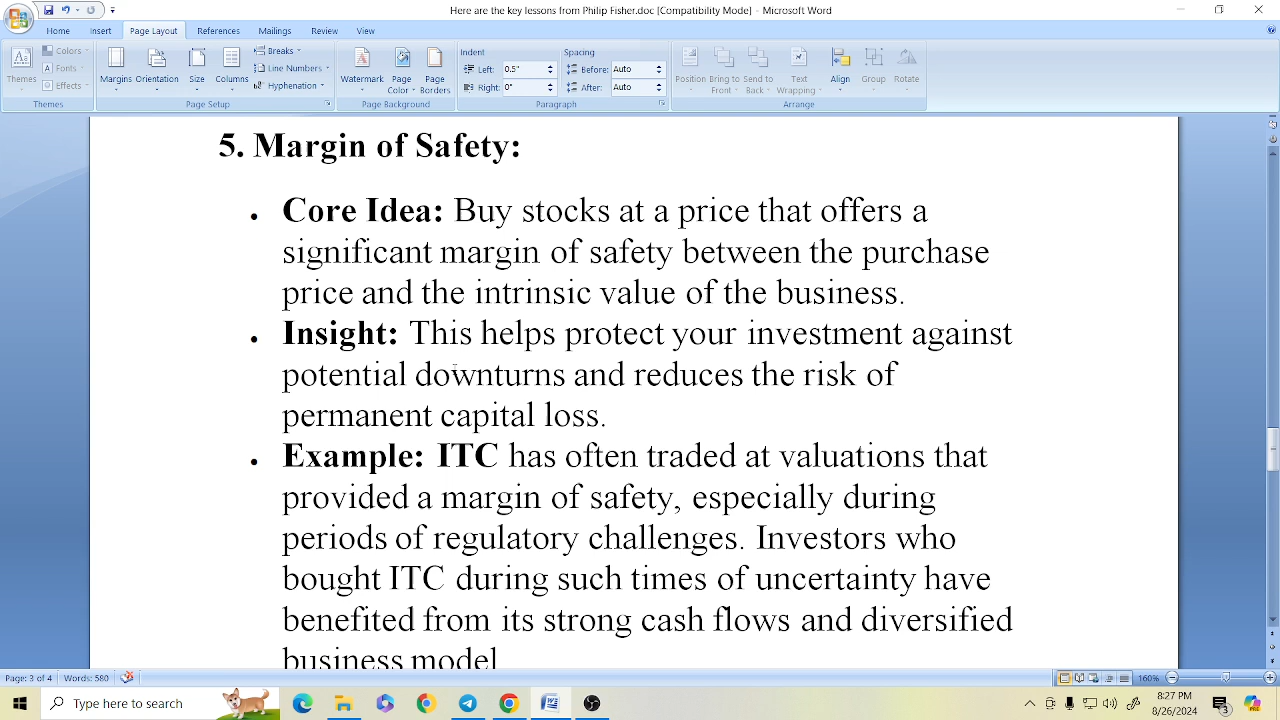 Here are the key lessons from Philip Fisher.doc [Compatibility Mode] - Microsoft Word
Home Insert Page Layout References Mailings Review View
Themes Colors Fonts Effects
Margins Orientation Size Columns Breaks Line Numbers Hyphenation
Watermark Page Color Page Borders
Indent Spacing
Left: 0.5" Before: Auto
Right: 0" After: Auto
Position Bring to Front Send to Back Text Wrapping Align Group Rotate
Themes Page Setup Page Background Paragraph Arrange
5. Margin of Safety:
• Core Idea: Buy stocks at a price that offers a
significant margin of safety between the purchase
price and the intrinsic value of the business.
• Insight: This helps protect your investment against
potential downturns and reduces the risk of
permanent capital loss.
• Example: ITC has often traded at valuations that
provided a margin of safety, especially during
periods of regulatory challenges. Investors who
bought ITC during such times of uncertainty have
benefited from its strong cash flows and diversified
business model
Page: 3 of 4 Words: 580 160%
Type here to search
8:27 PM
8/26/2024